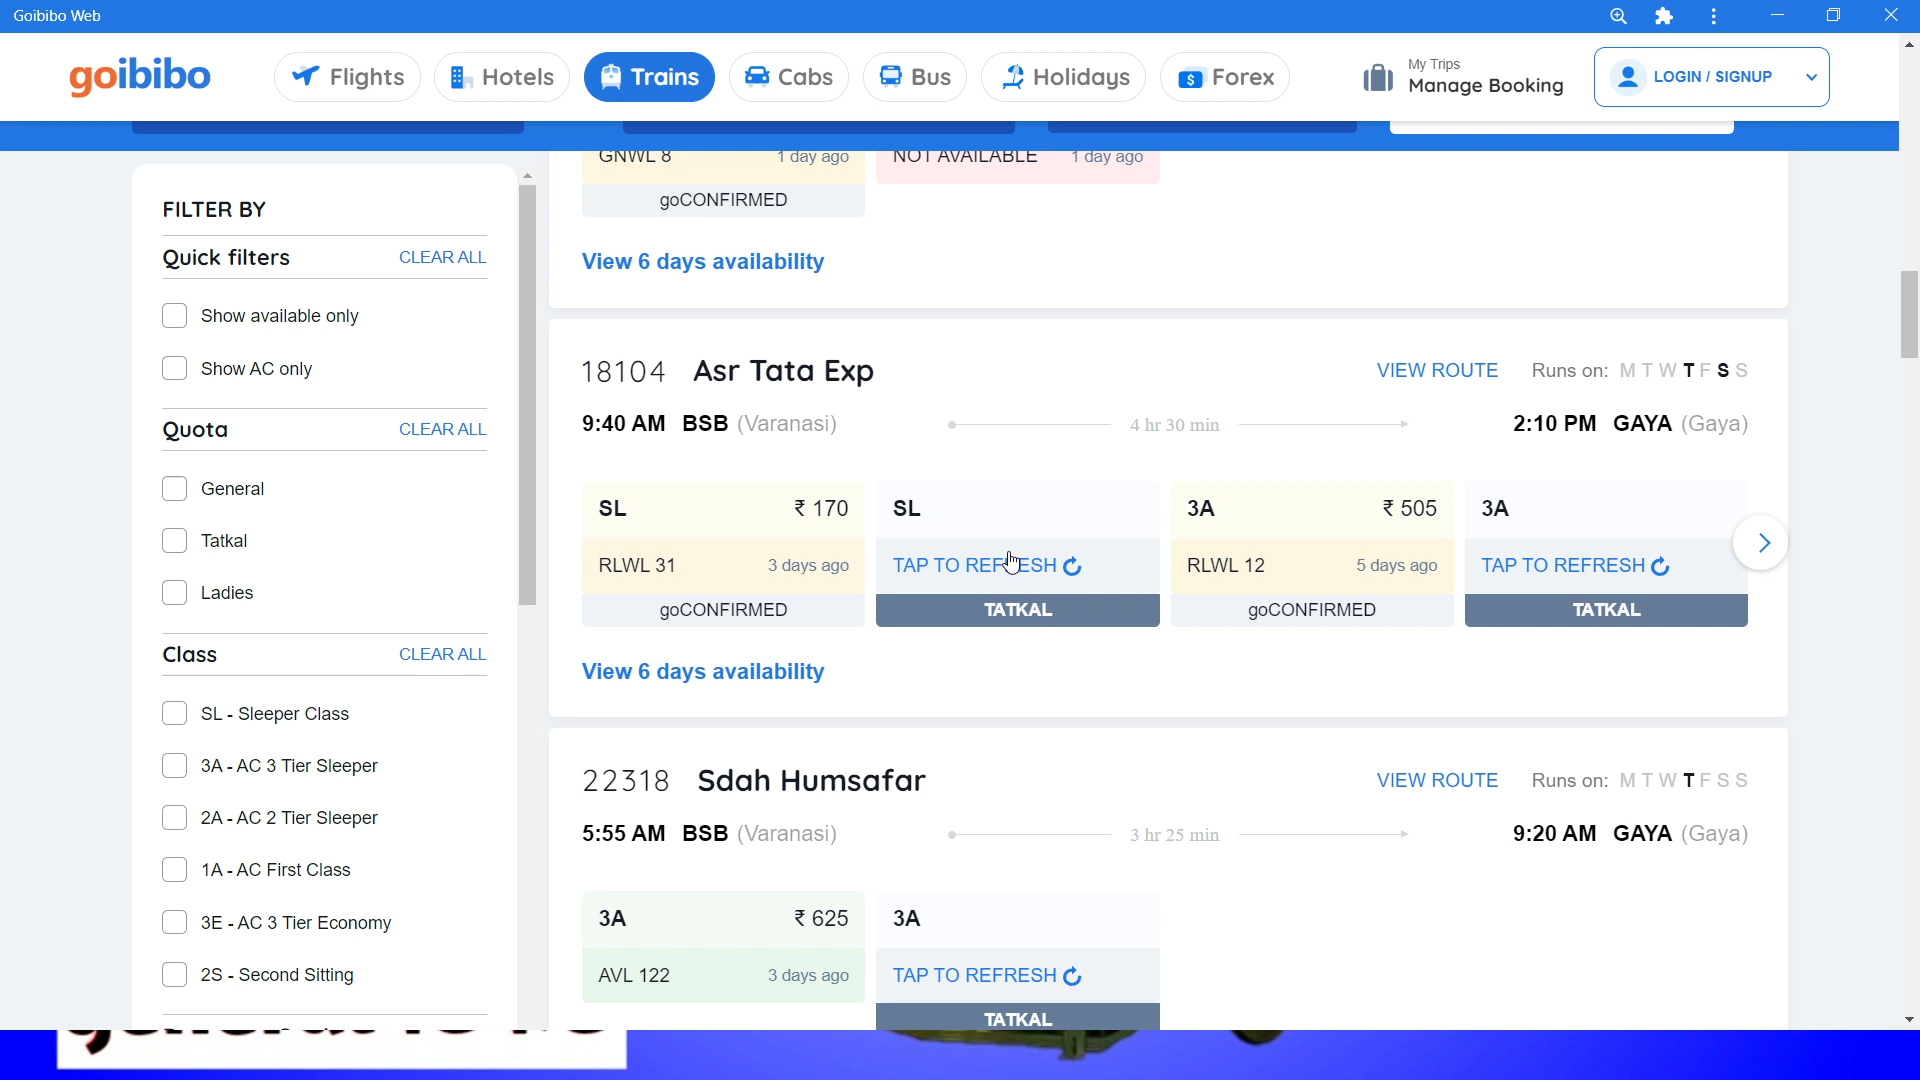 Goibibo Web
goibibo
Flights
Hotels
Trains
Cabs
Bus
Holidays
Forex
My Trips
Manage Booking
LOGIN / SIGNUP
FILTER BY
Quick filters CLEAR ALL
Show available only
Show AC only
Quota CLEAR ALL
General
Tatkal
Ladies
Class CLEAR ALL
SL - Sleeper Class
3A - AC 3 Tier Sleeper
2A - AC 2 Tier Sleeper
1A - AC First Class
3E - AC 3 Tier Economy
2S - Second Sitting
GNWL 8 1 day ago
goCONFIRMED
NOT AVAILABLE 1 day ago
View 6 days availability
18104 Asr Tata Exp
VIEW ROUTE Runs on: M T W T F S S
9:40 AM BSB (Varanasi) 4 hr 30 min 2:10 PM GAYA (Gaya)
SL ₹ 170
RLWL 31 3 days ago
goCONFIRMED
SL
TAP TO REFRESH
TATKAL
3A ₹ 505
RLWL 12 5 days ago
goCONFIRMED
3A
TAP TO REFRESH
TATKAL
View 6 days availability
22318 Sdah Humsafar
VIEW ROUTE Runs on: M T W T F S S
5:55 AM BSB (Varanasi) 3 hr 25 min 9:20 AM GAYA (Gaya)
3A ₹ 625
AVL 122 3 days ago
3A
TAP TO REFRESH
TATKAL